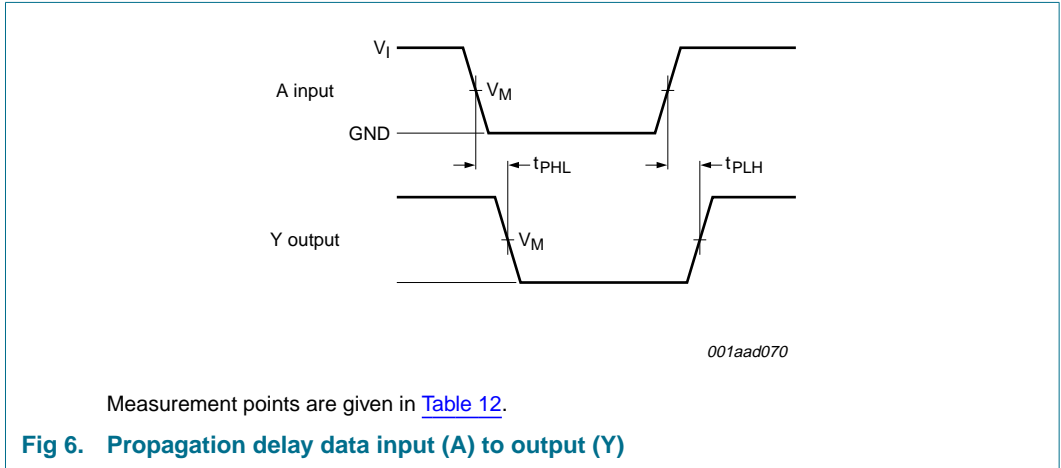 VI
A input
VM
GND
tPHL
tPLH
Y output
VM
001aad070
Measurement points are given in Table 12.
Fig 6. Propagation delay data input (A) to output (Y)